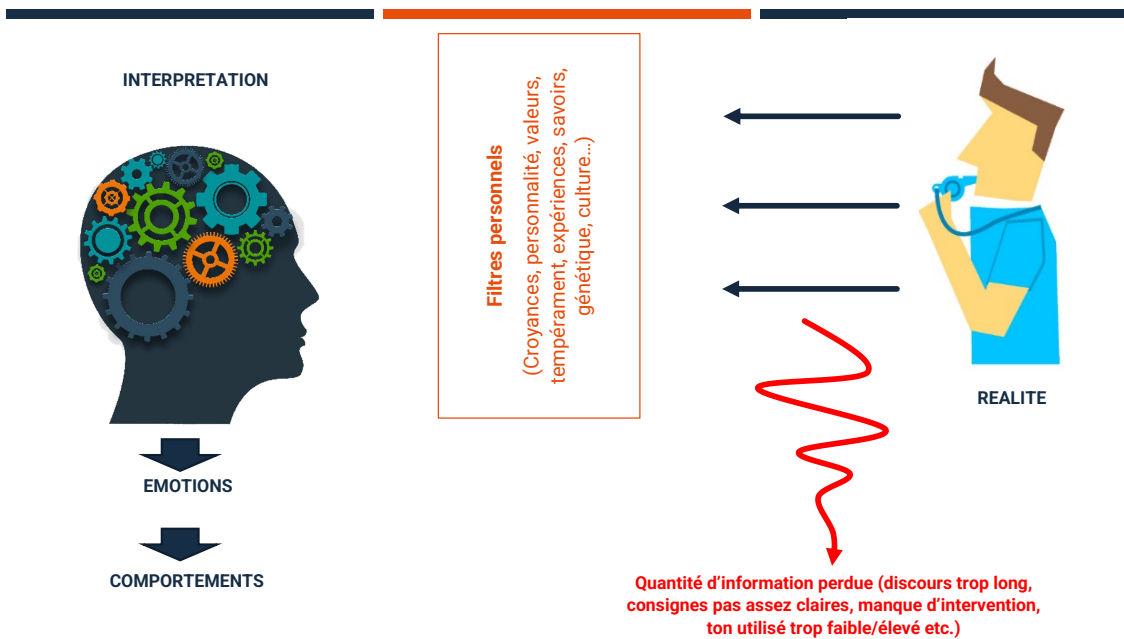 INTERPRETATION
Filtres personnels
(Croyances, personnalité, valeurs,
tempérament, expériences, savoirs,
génétique, culture...)
REALITE
EMOTIONS
COMPORTEMENTS
Quantité d'information perdue (discours trop long,
consignes pas assez claires, manque d'intervention,
ton utilisé trop faible/élevé etc.)